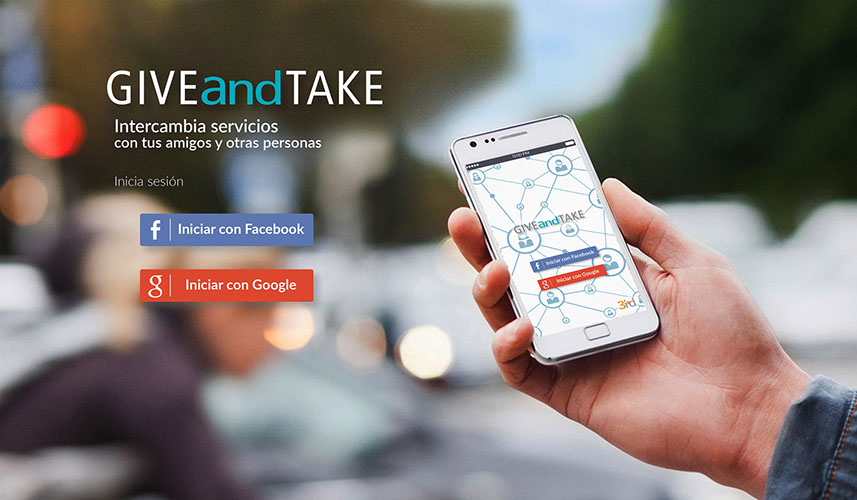 GIVEandTAKE
Intercambia servicios
con tus amigos y otras personas
Inicia sesión
f Iniciar con Facebook
g Iniciar con Google
GIVEandTAKE
f Iniciar con Facebook
g Iniciar con Google